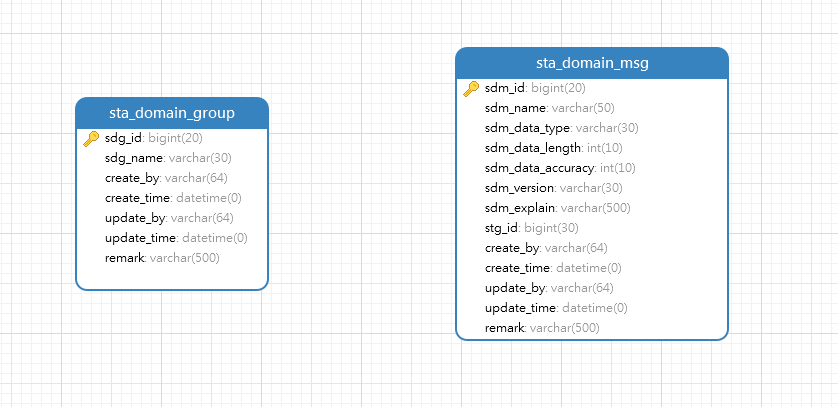 sta_domain_group
sdg_id: bigint(20)
sdg_name: varchar(30)
create_by: varchar(64)
create_time: datetime(0)
update_by: varchar(64)
update_time: datetime(0)
remark: varchar(500)
sta_domain_msg
sdm_id: bigint(20)
sdm_name: varchar(50)
sdm_data_type: varchar(30)
sdm_data_length: int(10)
sdm_data_accuracy: int(10)
sdm_version: varchar(30)
sdm_explain: varchar(500)
stg_id: bigint(30)
create_by: varchar(64)
create_time: datetime(0)
update_by: varchar(64)
update_time: datetime(0)
remark: varchar(500)